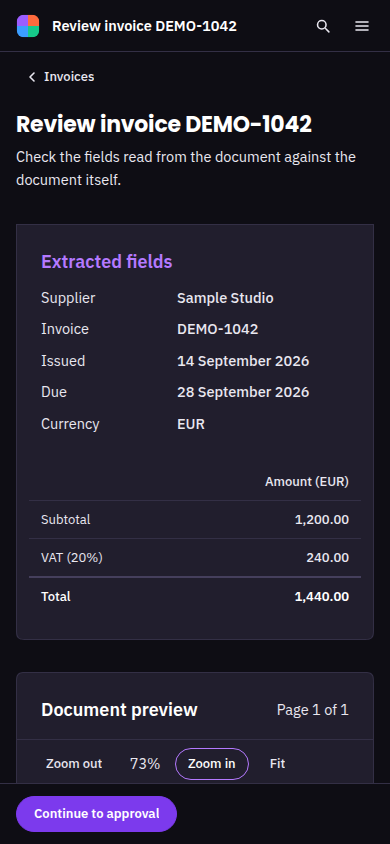 Review invoice DEMO-1042
Invoices
Review invoice DEMO-1042
Check the fields read from the document against the
document itself.
Extracted fields
Supplier Sample Studio
Invoice DEMO-1042
Issued 14 September 2026
Due 28 September 2026
Currency EUR
Amount (EUR)
Subtotal 1,200.00
VAT (20%) 240.00
Total 1,440.00
Document preview Page 1 of 1
Zoom out 73% Zoom in Fit
Continue to approval